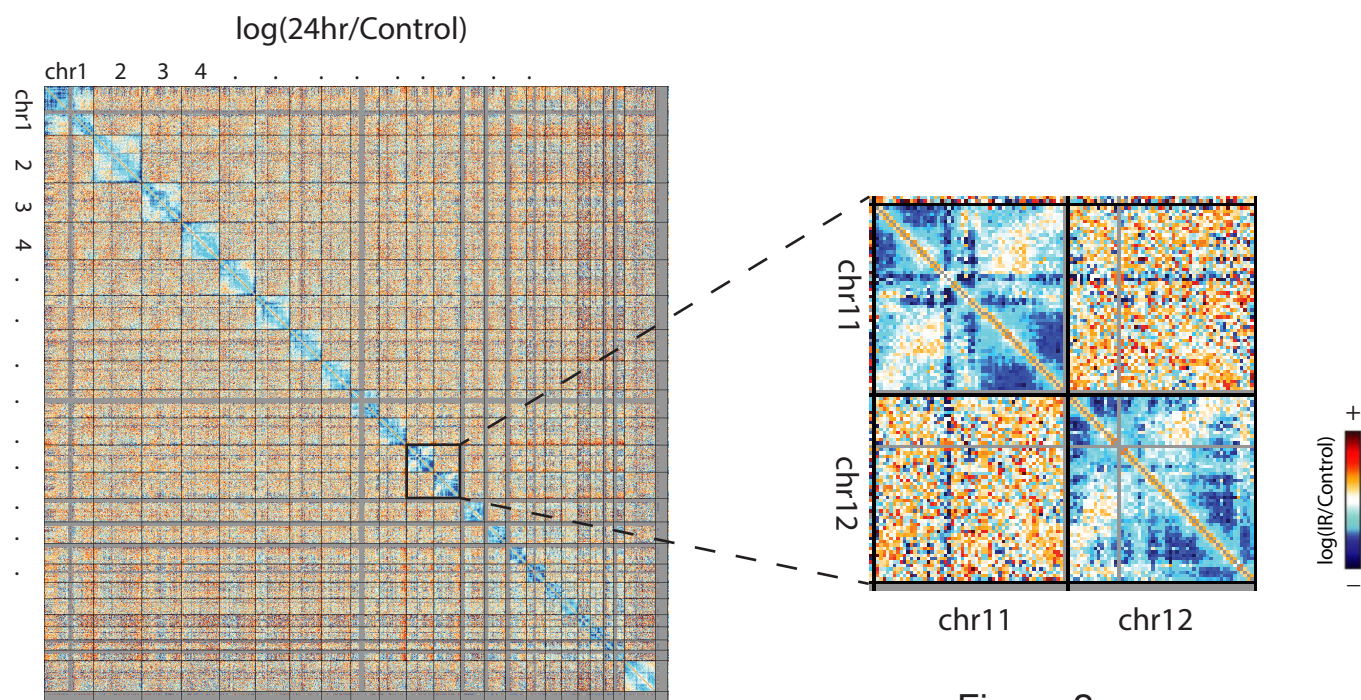 log(24hr/Control)
chr1 2 3 4 . . . . . . . . .
chr1
2
3
4
.
.
.
.
.
.
.
.
.
chr11
chr12
chr11 chr12
+
log(IR/Control)
−